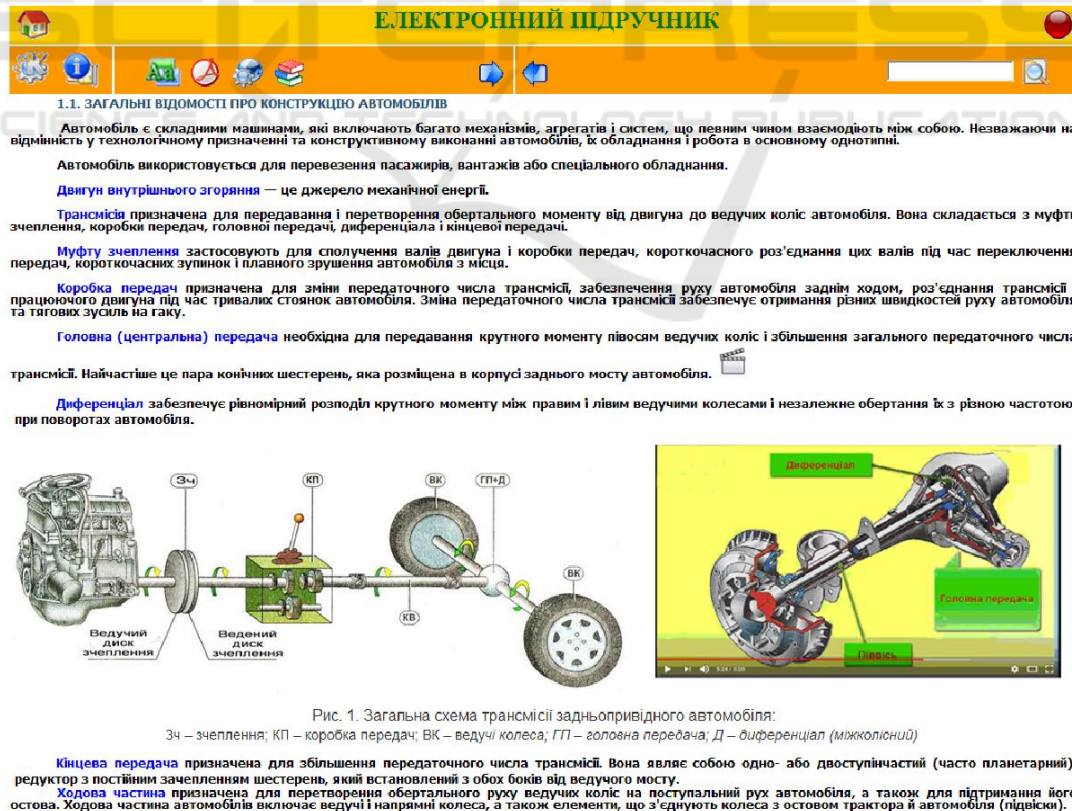 ЕЛЕКТРОННИЙ ПІДРУЧНИК
SCITEPRESS
SCIENCE AND TECHNOLOGY PUBLICATIONS
1.1. ЗАГАЛЬНІ ВІДОМОСТІ ПРО КОНСТРУКЦІЮ АВТОМОБІЛІВ
Автомобіль є складними машинами, які включають багато механізмів, агрегатів і систем, що певним чином взаємодіють між собою. Незважаючи на
відмінність у технологічному призначенні та конструктивному виконанні автомобілів, їх обладнання і робота в основному однотипні.
Автомобіль використовується для перевезення пасажирів, вантажів або спеціального обладнання.
Двигун внутрішнього згоряння — це джерело механічної енергії.
Трансмісія призначена для передавання і перетворення обертального моменту від двигуна до ведучих коліс автомобіля. Вона складається з муфти
зчеплення, коробки передач, головної передачі, диференціала і кінцевої передачі.
Муфту зчеплення застосовують для сполучення валів двигуна і коробки передач, короткочасного роз'єднання цих валів під час переключення
передач, короткочасних зупинок і плавного зрушення автомобіля з місця.
Коробка передач призначена для зміни передаточного числа трансмісії, забезпечення руху автомобіля заднім ходом, роз'єднання трансмісії і
працюючого двигуна під час тривалих стоянок автомобіля. Зміна передаточного числа трансмісії забезпечує отримання різних швидкостей руху автомобіля
та тягових зусиль на гаку.
Головна (центральна) передача необхідна для передавання крутного моменту півосям ведучих коліс і збільшення загального передаточного числа
трансмісії. Найчастіше це пара конічних шестерень, яка розміщена в корпусі заднього мосту автомобіля.
Диференціал забезпечує рівномірний розподіл крутного моменту між правим і лівим ведучими колесами і незалежне обертання їх з різною частотою
при поворотах автомобіля.
Зч
КП
ВК
ГП+Д
ВК
КВ
Ведучий
диск
зчеплення
Ведений
диск
зчеплення
Диференціал
Головна передача
Піввісь
Рис. 1. Загальна схема трансмісії задньопривідного автомобіля:
Зч – зчеплення; КП – коробка передач; ВК – ведучі колеса; ГП – головна передача; Д – диференціал (міжколісний)
Кінцева передача призначена для збільшення передаточного числа трансмісії. Вона являє собою одно- або двоступінчастий (часто планетарний)
редуктор з постійним зачепленням шестерень, який встановлений з обох боків від ведучого мосту.
Ходова частина призначена для перетворення обертального руху ведучих коліс на поступальний рух автомобіля, а також для підтримання його
остова. Ходова частина автомобілів включає ведучі і напрямні колеса, а також елементи, що з'єднують колеса з остовом трактора й автомобіля (підвіски).